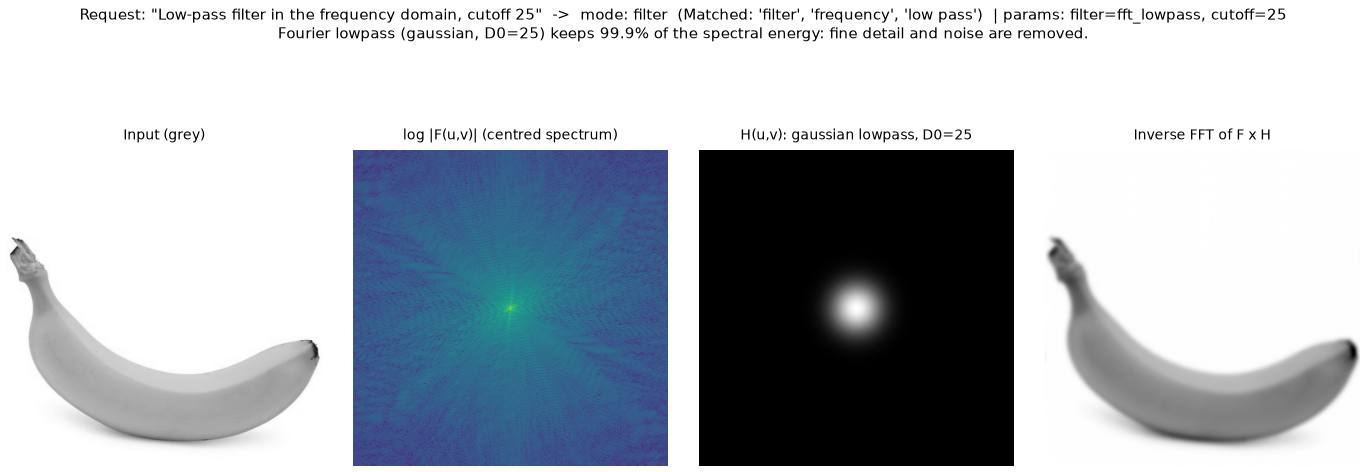 Request: "Low-pass filter in the frequency domain, cutoff 25"  ->  mode: filter  (Matched: 'filter', 'frequency', 'low pass')  | params: filter=fft_lowpass, cutoff=25
Fourier lowpass (gaussian, D0=25) keeps 99.9% of the spectral energy: fine detail and noise are removed.
Input (grey)
log |F(u,v)| (centred spectrum)
H(u,v): gaussian lowpass, D0=25
Inverse FFT of F x H